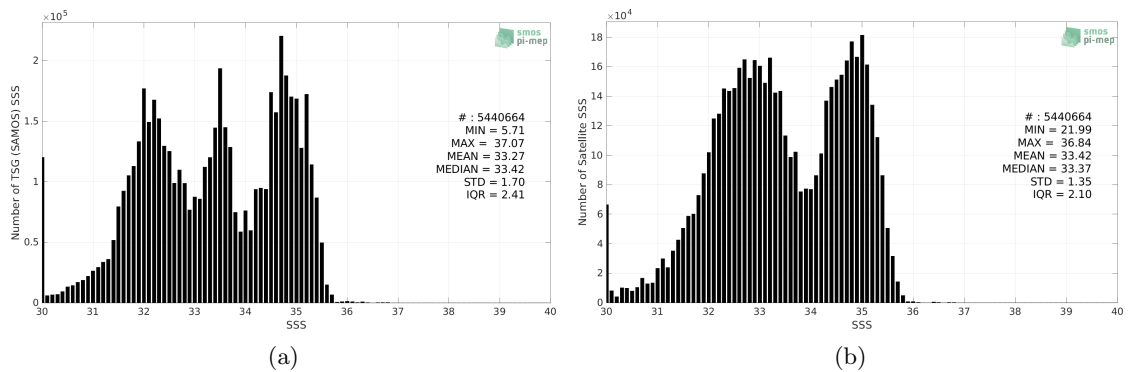 ×10⁵
2
1.5
1
0.5
0
Number of TSG (SAMOS) SSS
smos
pi-mep
# : 5440664
MIN = 5.71
MAX = 37.07
MEAN = 33.27
MEDIAN = 33.42
STD = 1.70
IQR = 2.41
30 31 32 33 34 35 36 37 38 39 40
SSS
(a)
×10⁴
18
16
14
12
10
8
6
4
2
0
Number of Satellite SSS
smos
pi-mep
# : 5440664
MIN = 21.99
MAX = 36.84
MEAN = 33.42
MEDIAN = 33.37
STD = 1.35
IQR = 2.10
30 31 32 33 34 35 36 37 38 39 40
SSS
(b)